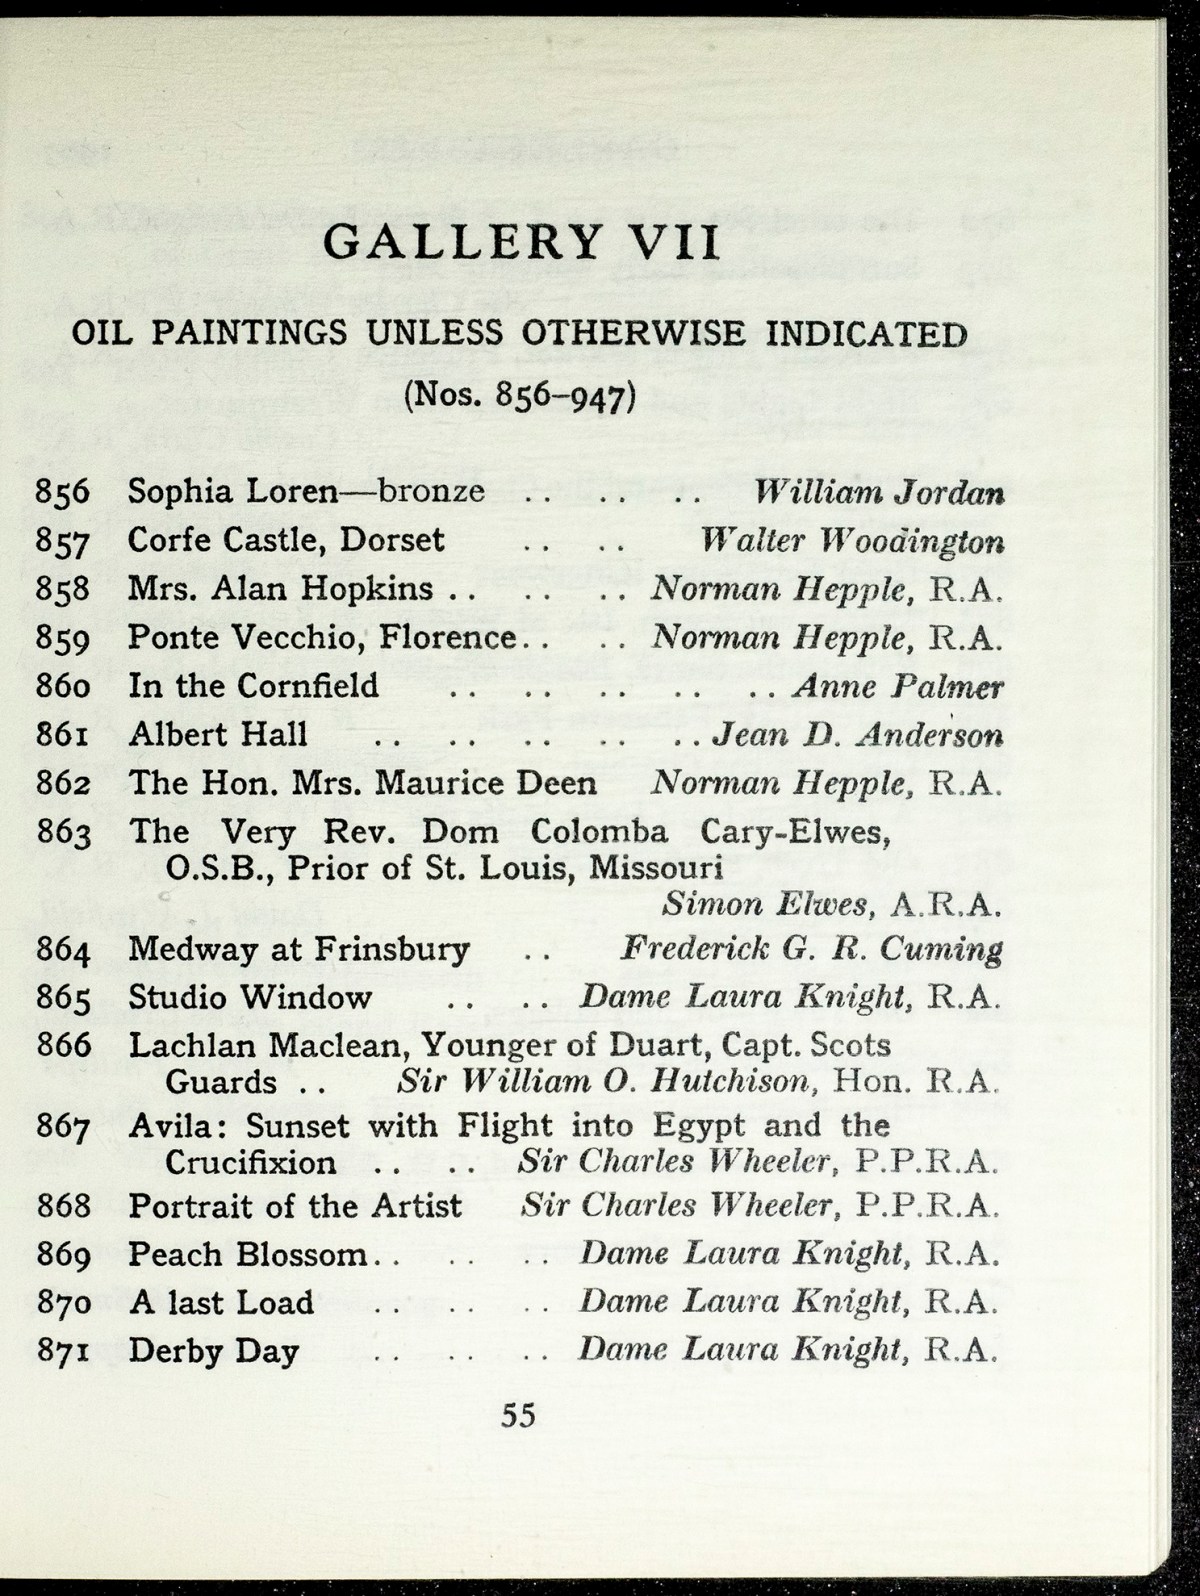 GALLERY VII
OIL PAINTINGS UNLESS OTHERWISE INDICATED
(Nos. 856–947)
856 Sophia Loren—bronze .. .. .. William Jordan
857 Corfe Castle, Dorset .. .. Walter Woodington
858 Mrs. Alan Hopkins .. .. .. Norman Hepple, R.A.
859 Ponte Vecchio, Florence .. .. Norman Hepple, R.A.
860 In the Cornfield .. .. .. .. .. Anne Palmer
861 Albert Hall .. .. .. .. .. Jean D. Anderson
862 The Hon. Mrs. Maurice Deen Norman Hepple, R.A.
863 The Very Rev. Dom Colomba Cary-Elwes,
O.S.B., Prior of St. Louis, Missouri
Simon Elwes, A.R.A.
864 Medway at Frinsbury .. Frederick G. R. Cuming
865 Studio Window .. .. Dame Laura Knight, R.A.
866 Lachlan Maclean, Younger of Duart, Capt. Scots
Guards .. Sir William O. Hutchison, Hon. R.A.
867 Avila: Sunset with Flight into Egypt and the
Crucifixion .. .. Sir Charles Wheeler, P.P.R.A.
868 Portrait of the Artist Sir Charles Wheeler, P.P.R.A.
869 Peach Blossom .. .. .. Dame Laura Knight, R.A.
870 A last Load .. .. .. Dame Laura Knight, R.A.
871 Derby Day .. .. .. Dame Laura Knight, R.A.
55